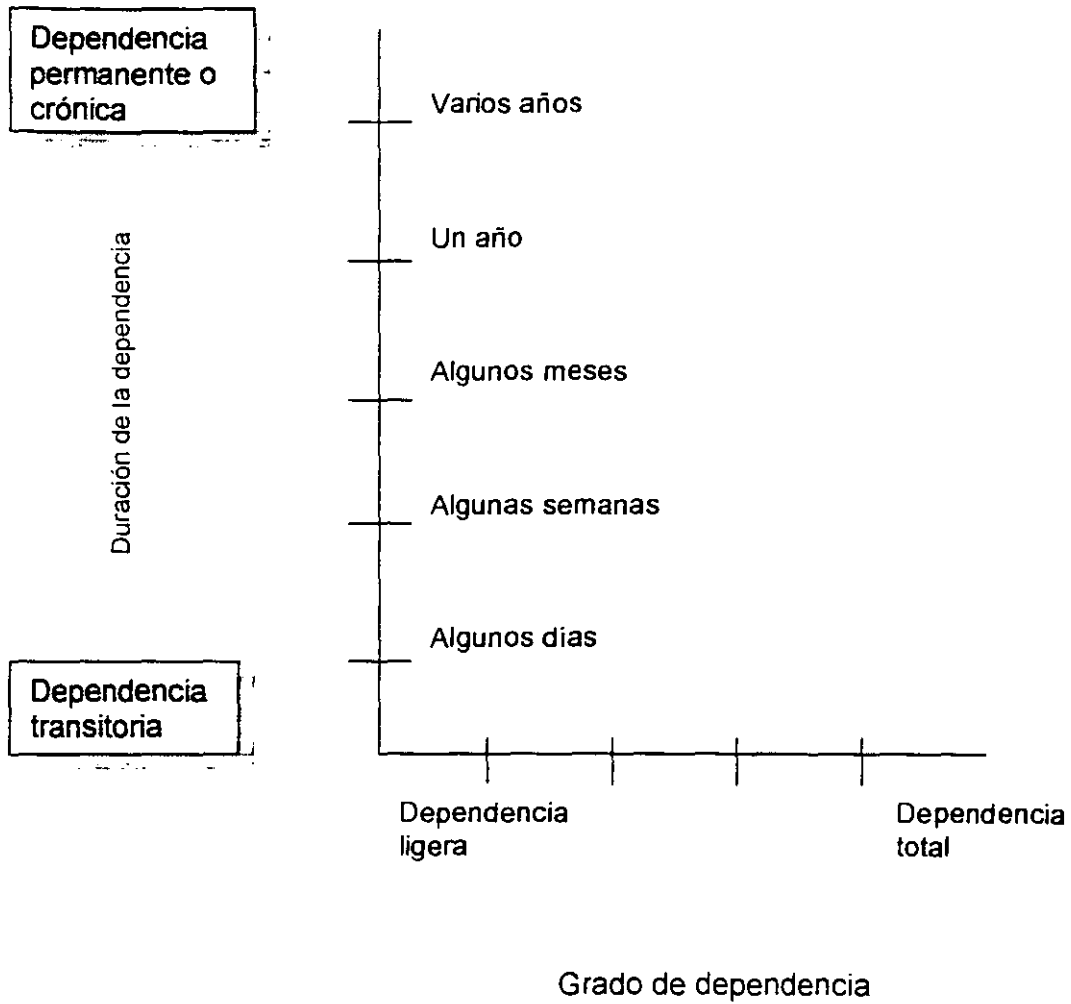 Dependencia
permanente o
crónica
Varios años
Un año
Duración de la dependencia
Algunos meses
Algunas semanas
Algunos días
Dependencia
transitoria
Dependencia
ligera
Dependencia
total
Grado de dependencia